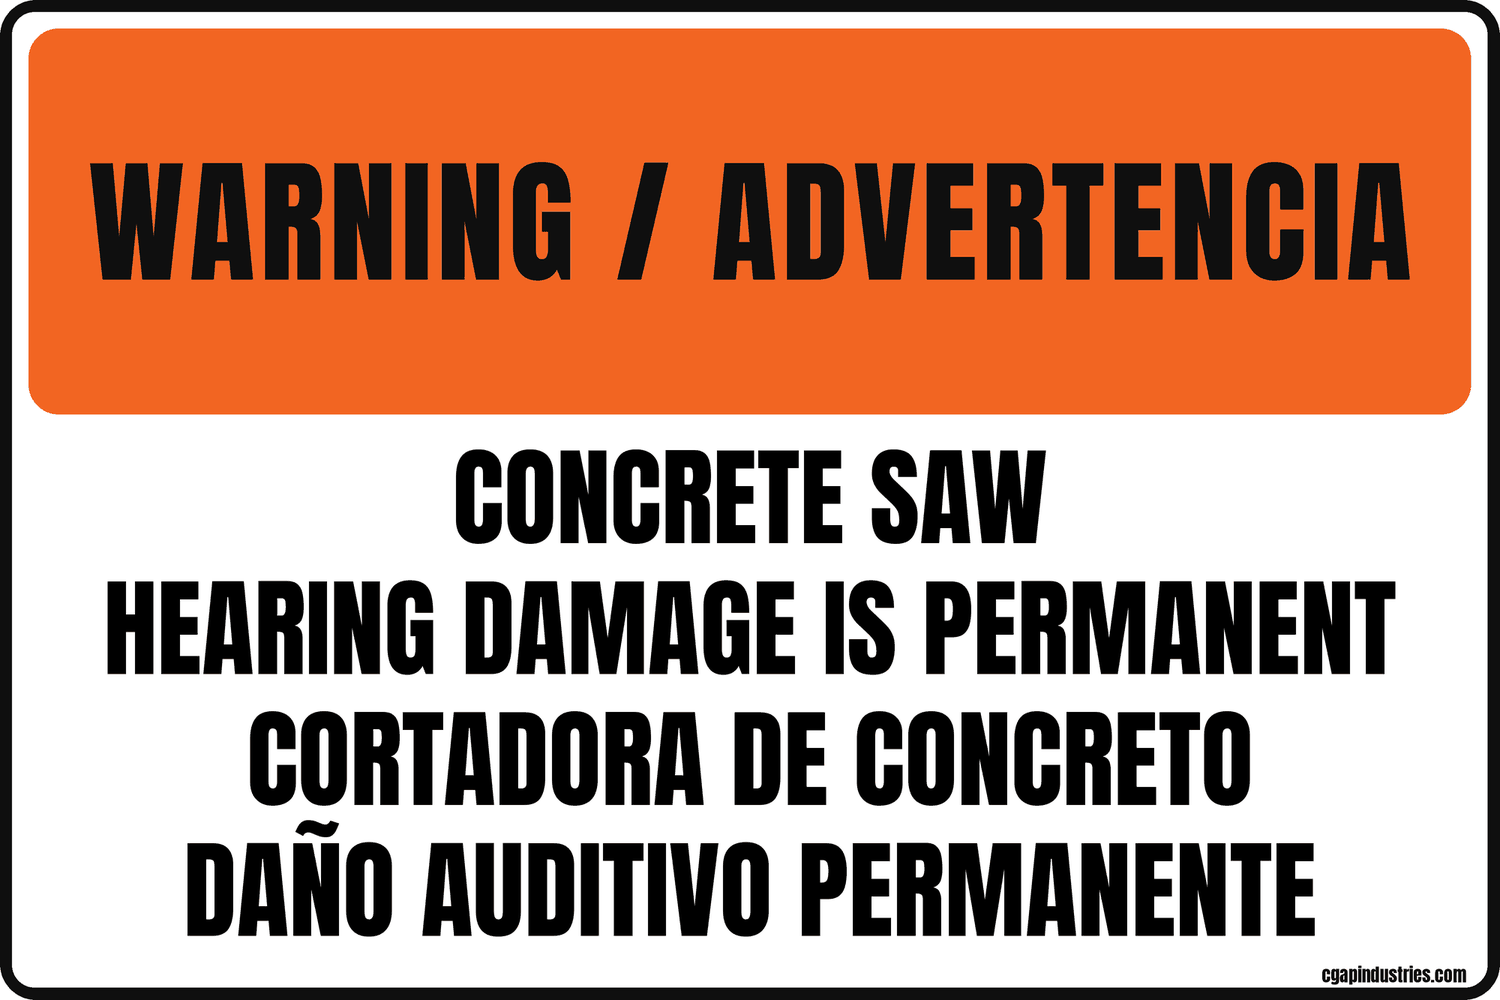 WARNING / ADVERTENCIA
CONCRETE SAW
HEARING DAMAGE IS PERMANENT
CORTADORA DE CONCRETO
DAÑO AUDITIVO PERMANENTE
cgapindustries.com